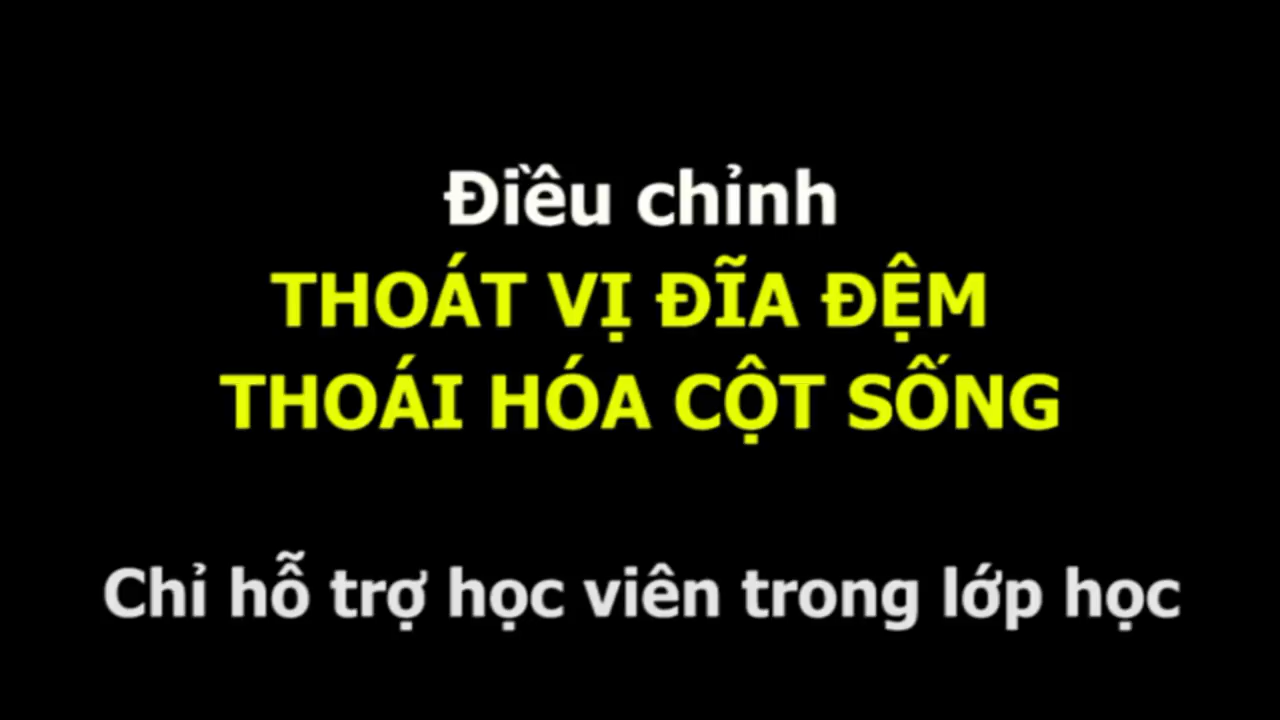 Điều chỉnh
THOÁT VỊ ĐĨA ĐỆM
THOÁI HÓA CỘT SỐNG
Chỉ hỗ trợ học viên trong lớp học